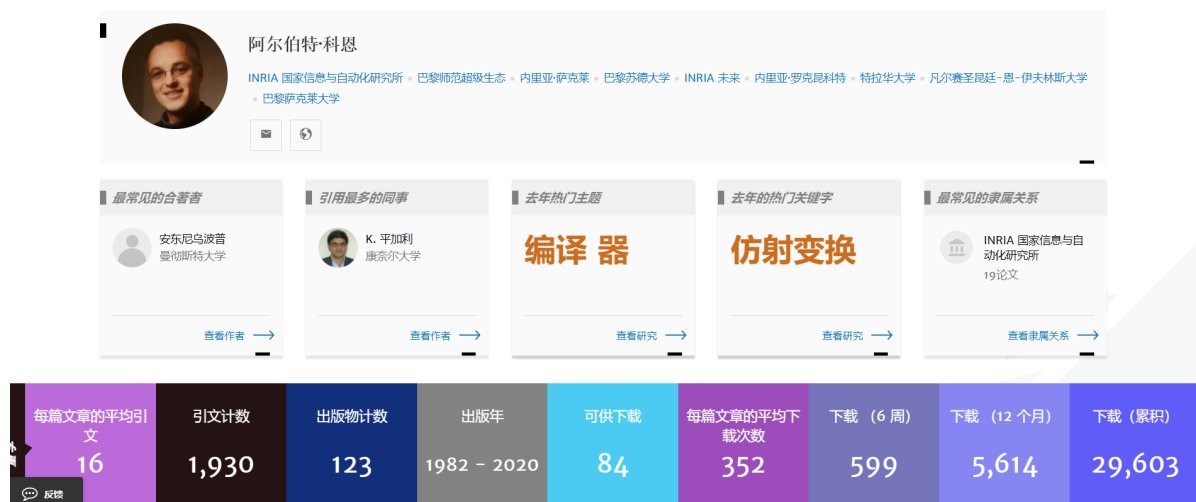 阿尔伯特·科恩
INRIA 国家信息与自动化研究所 • 巴黎师范超级生态 • 内里亚·萨克莱 • 巴黎苏德大学 • INRIA 未来 • 内里亚·罗克昆科特 • 特拉华大学 • 凡尔赛圣昆廷-恩-伊夫林斯大学
• 巴黎萨克莱大学
最常见的合著者
安东尼乌波普
曼彻斯特大学
查看作者
引用最多的同事
K. 平加利
康奈尔大学
查看作者
去年热门主题
编译 器
查看研究
去年的热门关键字
仿射变换
查看研究
最常见的隶属关系
INRIA 国家信息与自
动化研究所
19论文
查看隶属关系
每篇文章的平均引
文
16
引文计数
1,930
出版物计数
123
出版年
1982 - 2020
可供下载
84
每篇文章的平均下
载次数
352
下载 （6 周）
599
下载 （12 个月）
5,614
下载（累积）
29,603
反馈